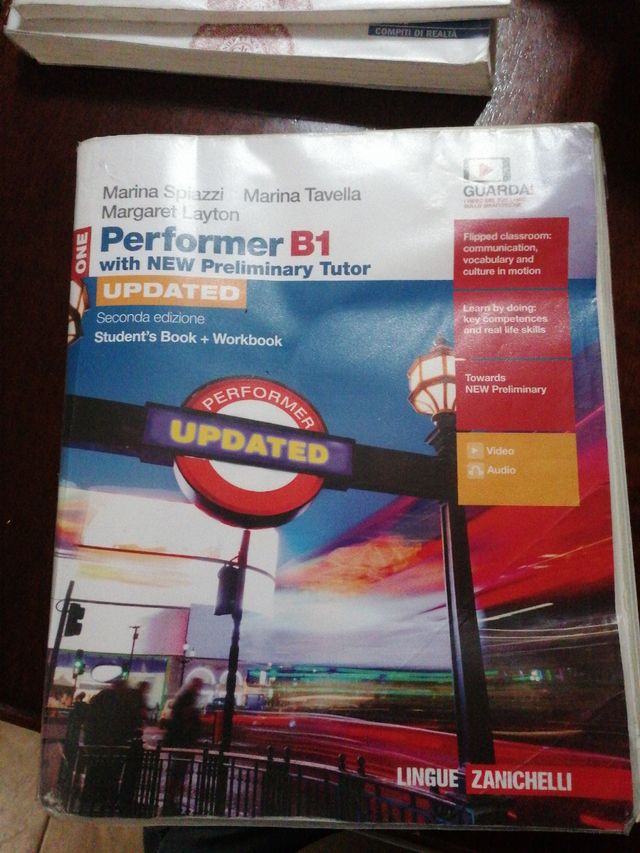 COMPITI DI REALTÀ
Marina Spiazzi Marina Tavella
Margaret Layton
GUARDA!
ONE
Performer B1
with NEW Preliminary Tutor
UPDATED
Seconda edizione
Student's Book + Workbook
Flipped classroom:
communication,
vocabulary and
culture in motion
Learn by doing:
key competences
and real life skills
Towards
NEW Preliminary
Video
Audio
PERFORMER
UPDATED
LINGUE ZANICHELLI